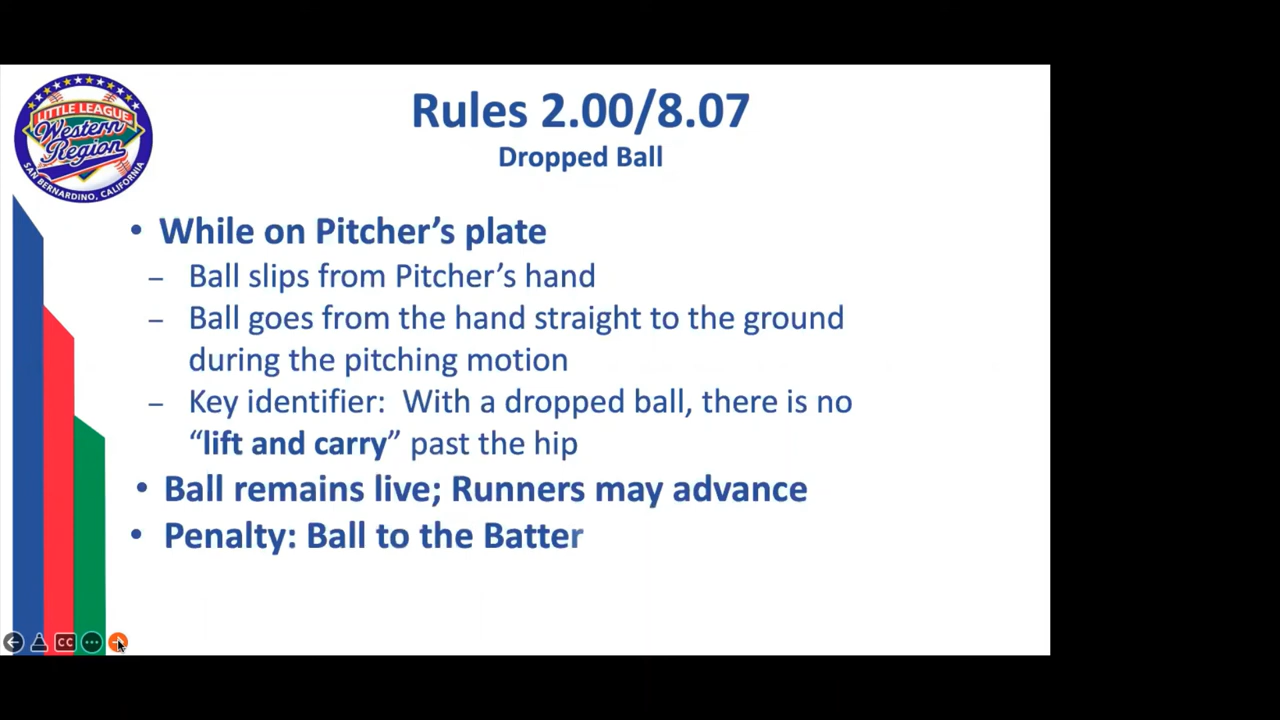 LITTLE LEAGUE
Western
Region
SAN BERNARDINO, CALIFORNIA
Rules 2.00/8.07
Dropped Ball
• While on Pitcher’s plate
– Ball slips from Pitcher’s hand
– Ball goes from the hand straight to the ground
during the pitching motion
– Key identifier: With a dropped ball, there is no
“lift and carry” past the hip
• Ball remains live; Runners may advance
• Penalty: Ball to the Batter
CC